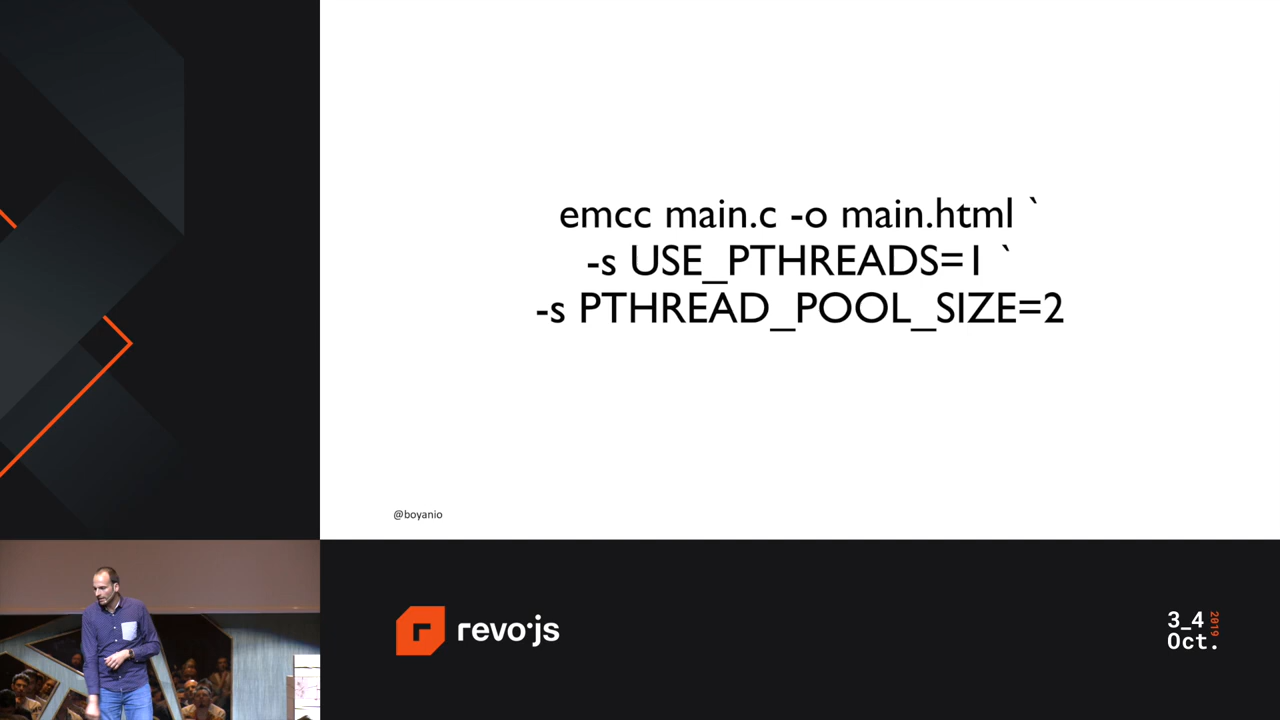 emcc main.c -o main.html `
-s USE_PTHREADS=1 `
-s PTHREAD_POOL_SIZE=2
@boyanio
r revo·js
3_4
Oct.
2019